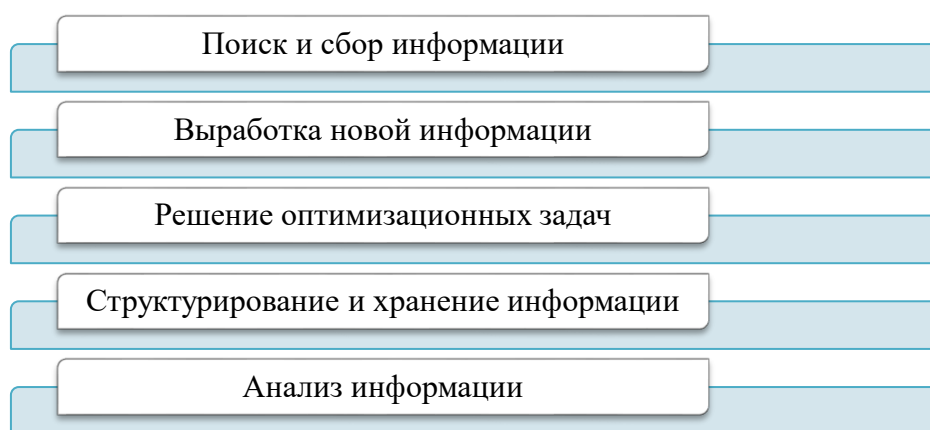 Поиск и сбор информации
Выработка новой информации
Решение оптимизационных задач
Структурирование и хранение информации
Анализ информации